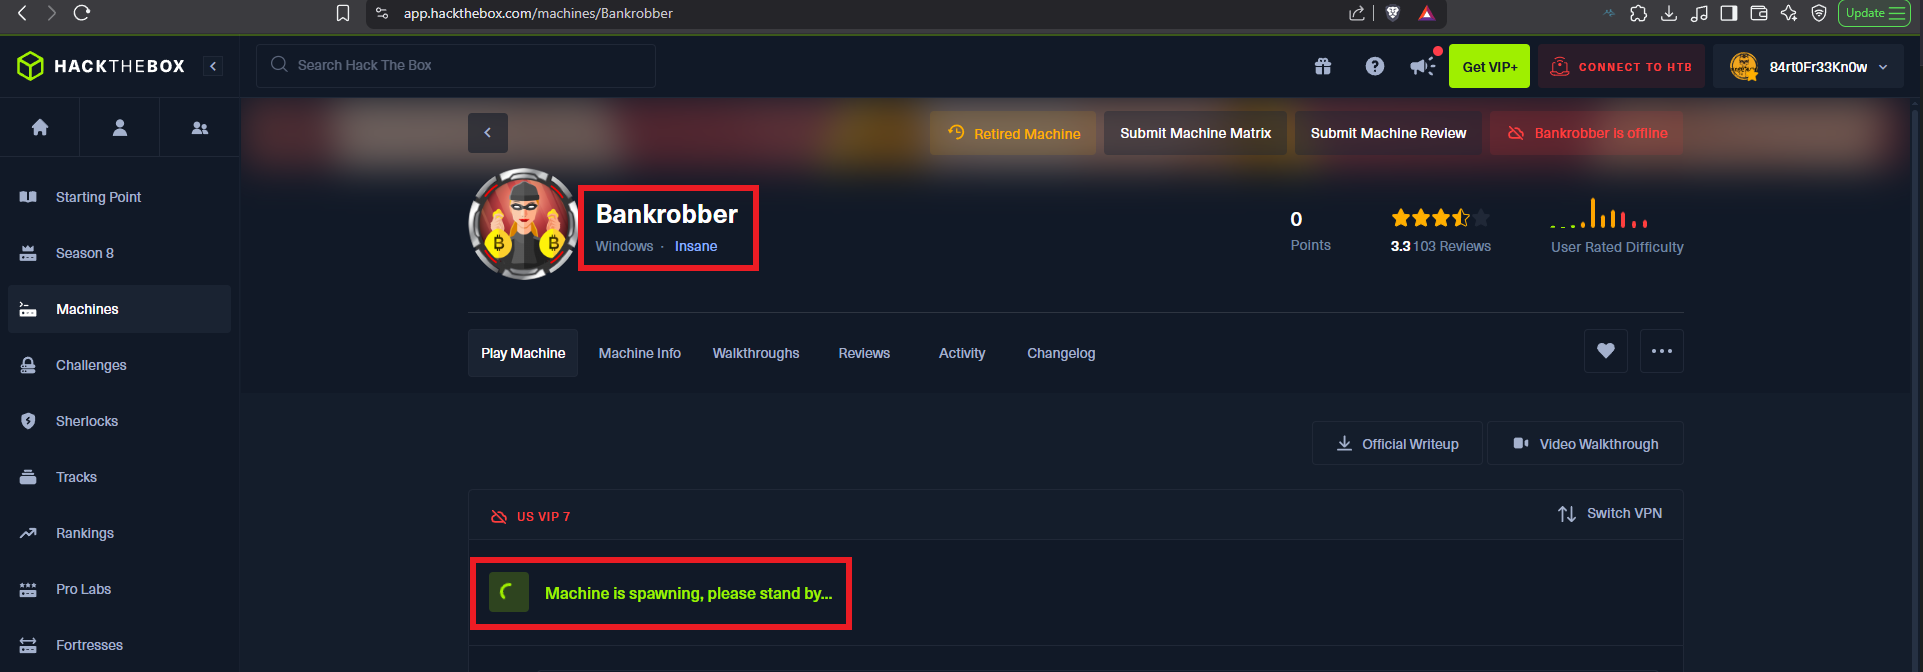 app.hackthebox.com/machines/Bankrobber
Update
HACKTHEBOX
Search Hack The Box
Get VIP+
CONNECT TO HTB
84rt0Fr33Kn0w
Retired Machine
Submit Machine Matrix
Submit Machine Review
Bankrobber is offline
Bankrobber
Windows · Insane
0
Points
3.3 103 Reviews
User Rated Difficulty
Starting Point
Season 8
Machines
Challenges
Sherlocks
Tracks
Rankings
Pro Labs
Fortresses
Play Machine
Machine Info
Walkthroughs
Reviews
Activity
Changelog
Official Writeup
Video Walkthrough
US VIP 7
Switch VPN
Machine is spawning, please stand by...